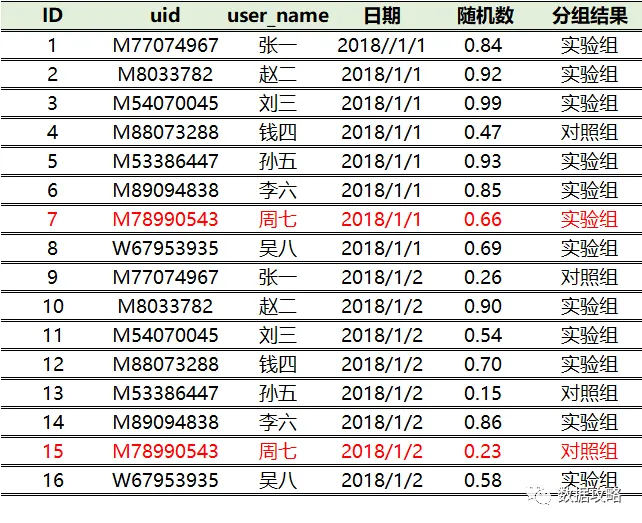 ID uid user_name 日期 随机数 分组结果
1 M77074967 张一 2018//1/1 0.84 实验组
2 M8033782 赵二 2018/1/1 0.92 实验组
3 M54070045 刘三 2018/1/1 0.99 实验组
4 M88073288 钱四 2018/1/1 0.47 对照组
5 M53386447 孙五 2018/1/1 0.93 实验组
6 M89094838 李六 2018/1/1 0.85 实验组
7 M78990543 周七 2018/1/1 0.66 实验组
8 W67953935 吴八 2018/1/1 0.69 实验组
9 M77074967 张一 2018/1/2 0.26 对照组
10 M8033782 赵二 2018/1/2 0.90 实验组
11 M54070045 刘三 2018/1/2 0.54 实验组
12 M88073288 钱四 2018/1/2 0.70 实验组
13 M53386447 孙五 2018/1/2 0.15 对照组
14 M89094838 李六 2018/1/2 0.86 实验组
15 M78990543 周七 2018/1/2 0.23 对照组
16 W67953935 吴八 2018/1/2 0.58 实验组
数据攻略